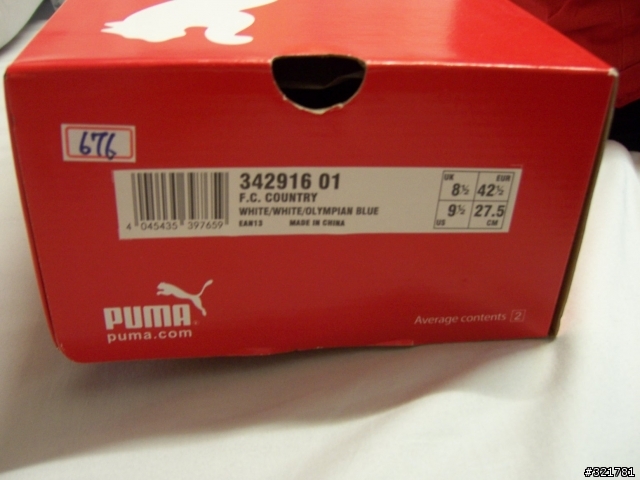 676
342916 01
F.C. COUNTRY
WHITE/WHITE/OLYMPIAN BLUE
EAN13 MADE IN CHINA
4 045435 397659
UK 8½ EUR 42½
US 9½ 27.5 CM
PUMA®
puma.com
Average contents 2
#321781